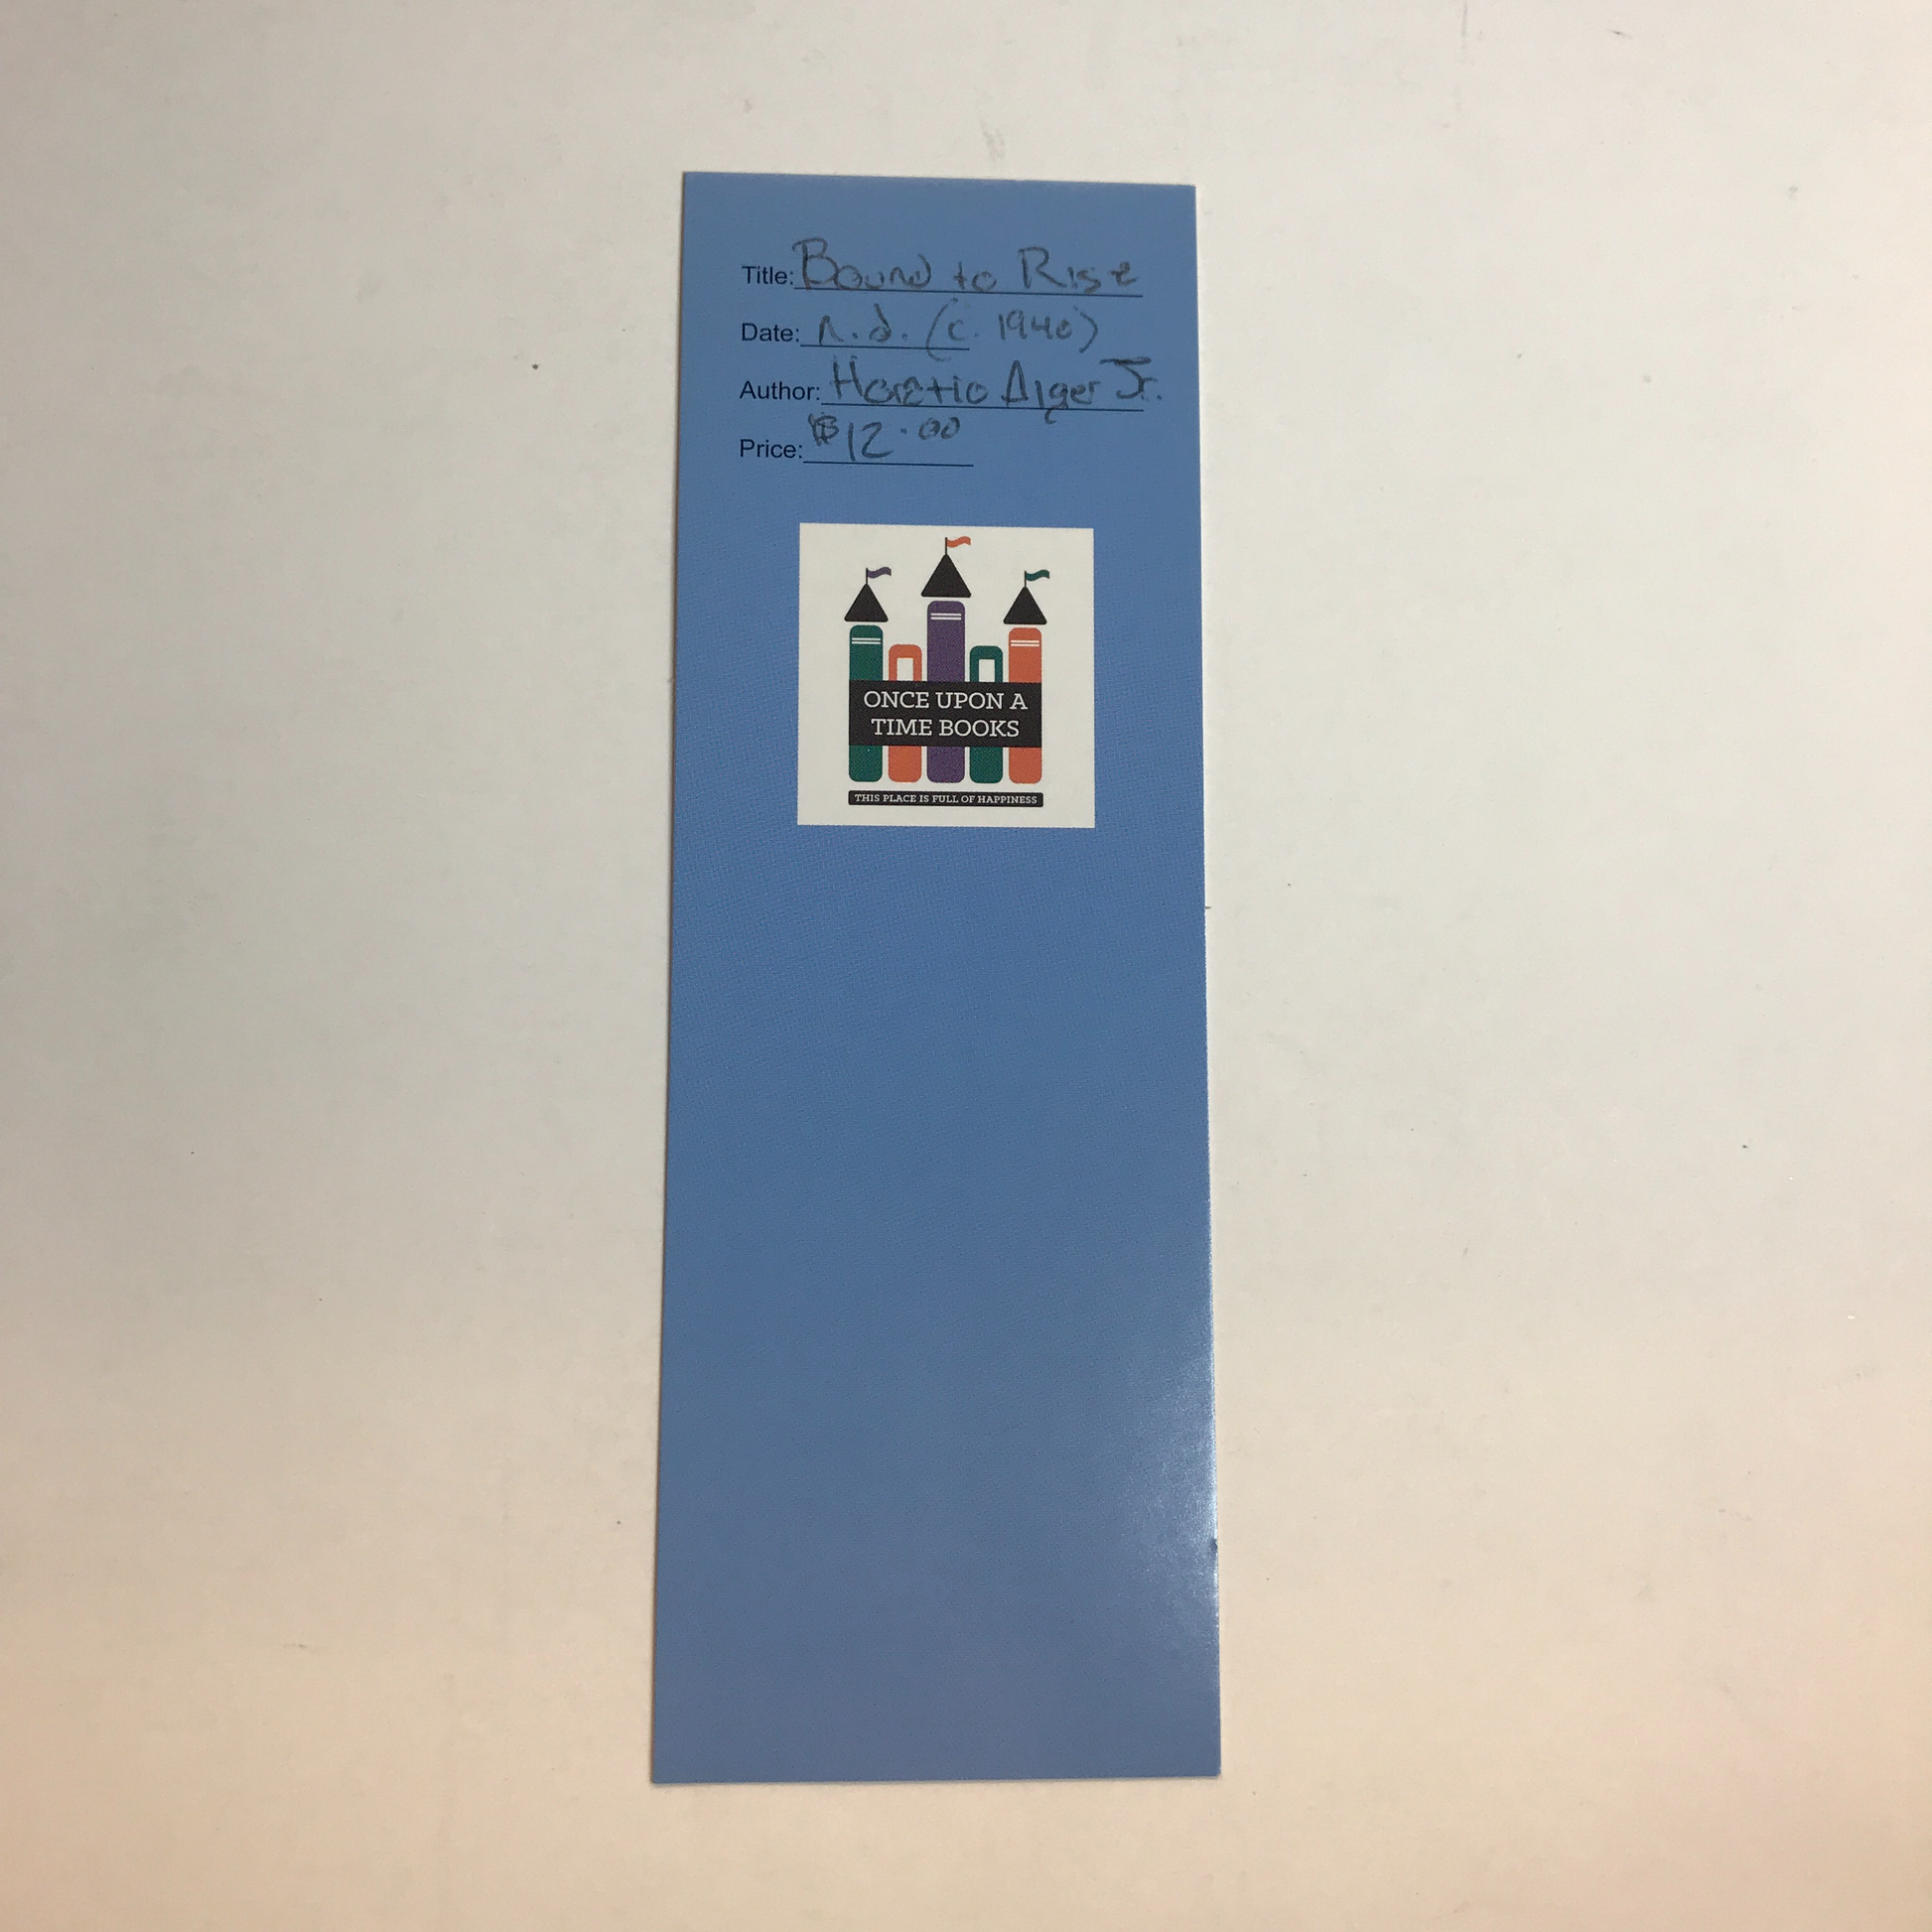 Title: Bound to Rise
Date: n.d. (c. 1940)
Author: Horatio Alger Jr.
Price: $12.00
ONCE UPON A
TIME BOOKS
THIS PLACE IS FULL OF HAPPINESS